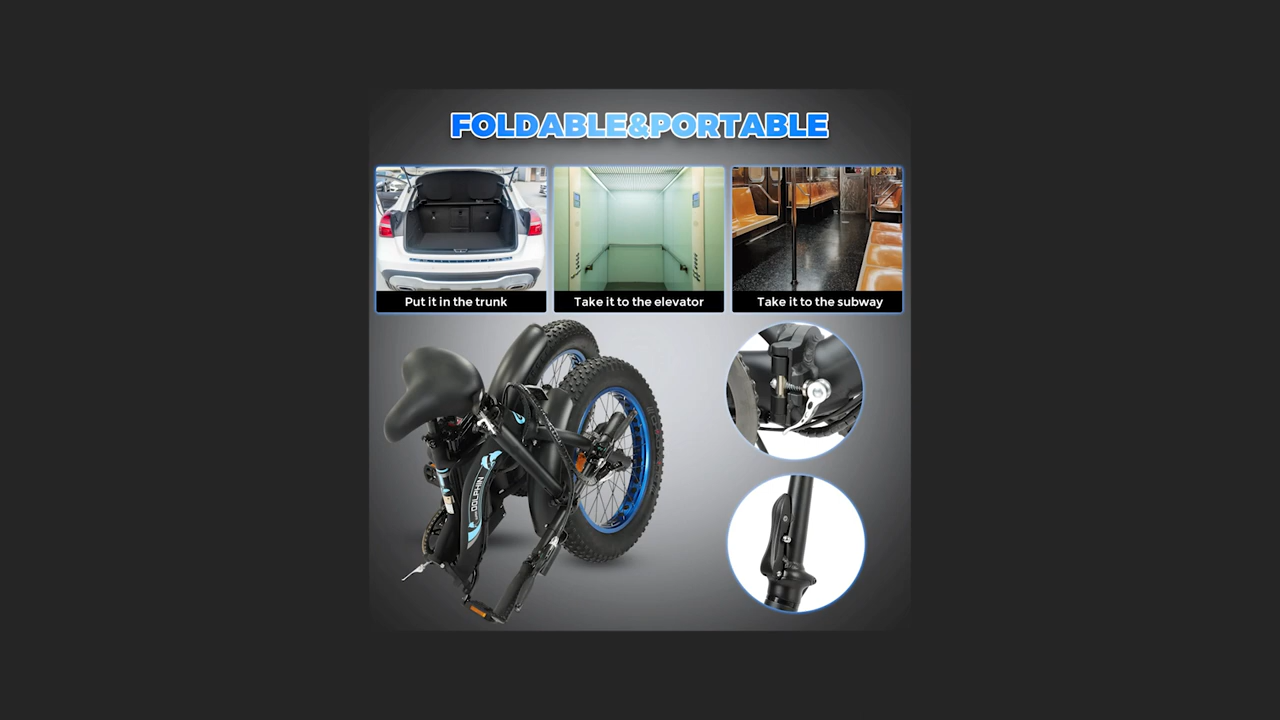 FOLDABLE&PORTABLE
Put it in the trunk
Take it to the elevator
Take it to the subway
DOLPHIN